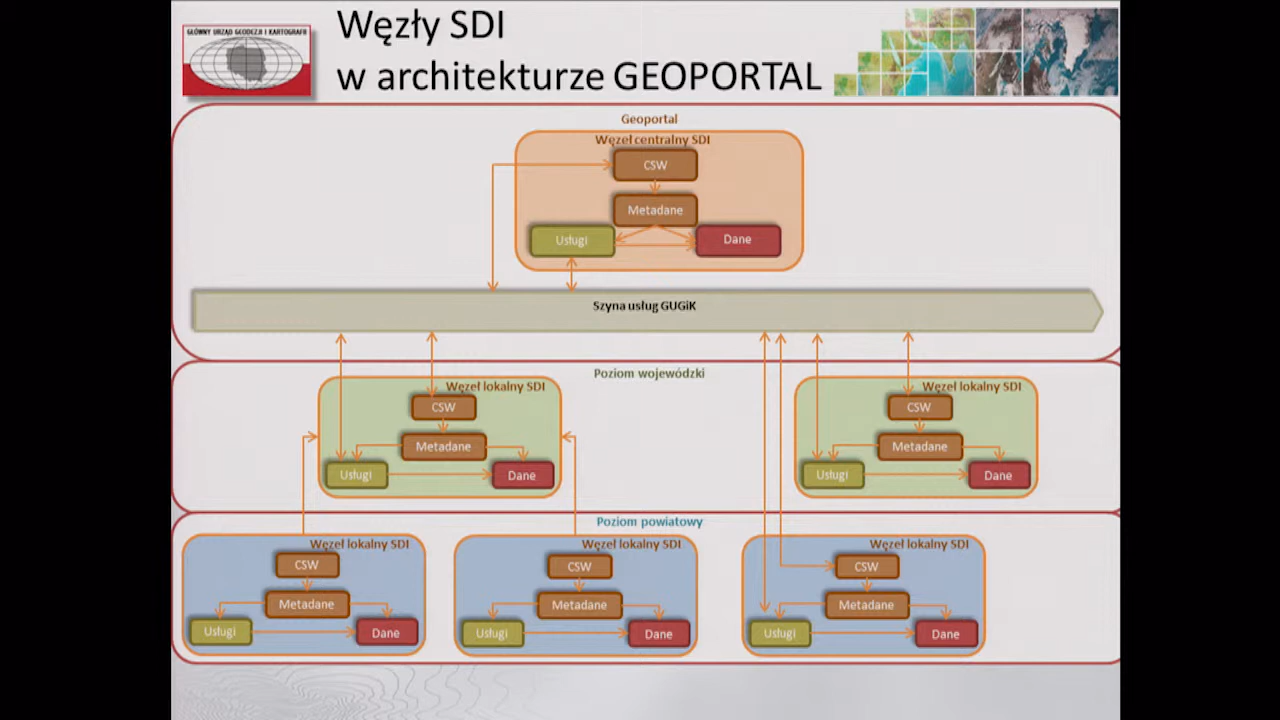 GŁÓWNY URZĄD GEODEZJI I KARTOGRAFII
Węzły SDI
w architekturze GEOPORTAL
Geoportal
Węzeł centralny SDI
CSW
Metadane
Usługi
Dane
Szyna usług GUGiK
Poziom wojewódzki
Węzeł lokalny SDI
CSW
Metadane
Usługi
Dane
Węzeł lokalny SDI
CSW
Metadane
Usługi
Dane
Poziom powiatowy
Węzeł lokalny SDI
CSW
Metadane
Usługi
Dane
Węzeł lokalny SDI
CSW
Metadane
Usługi
Dane
Węzeł lokalny SDI
CSW
Metadane
Usługi
Dane